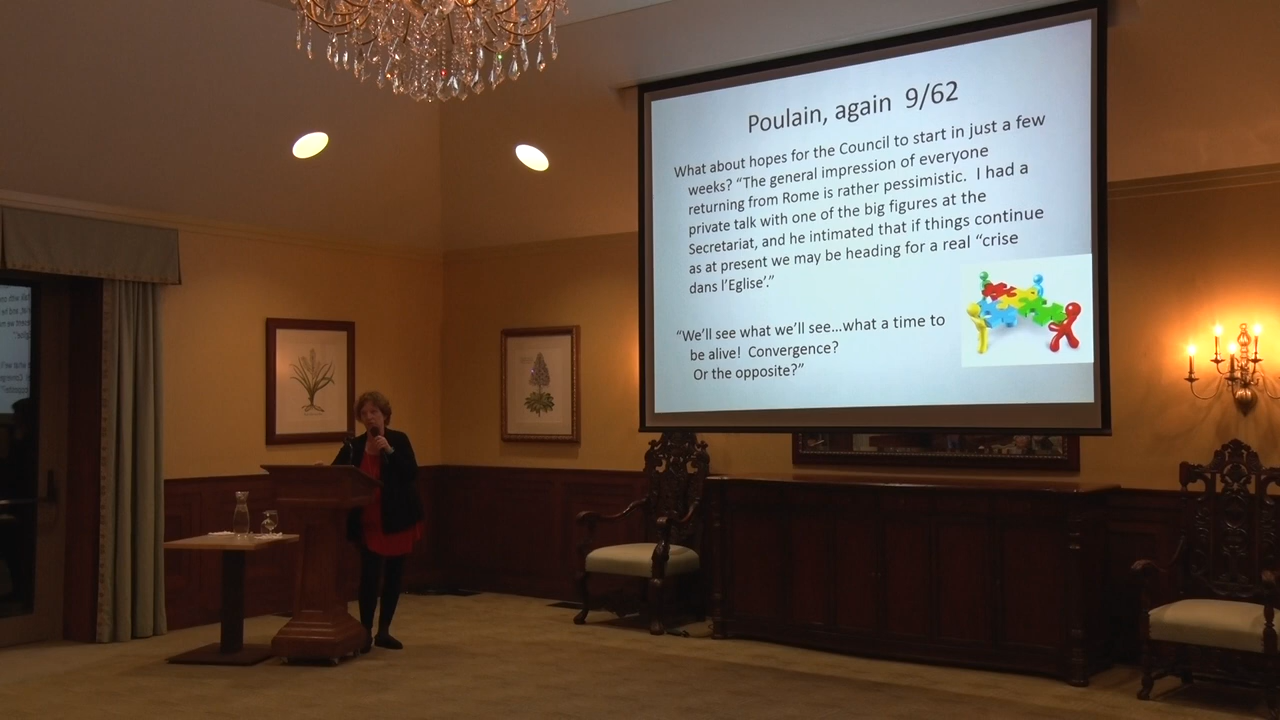 Poulain, again 9/62
What about hopes for the Council to start in just a few
weeks? “The general impression of everyone
returning from Rome is rather pessimistic. I had a
private talk with one of the big figures at the
Secretariat, and he intimated that if things continue
as at present we may be heading for a real “crise
dans l’Eglise’.”
“We’ll see what we’ll see…what a time to
be alive! Convergence?
Or the opposite?”